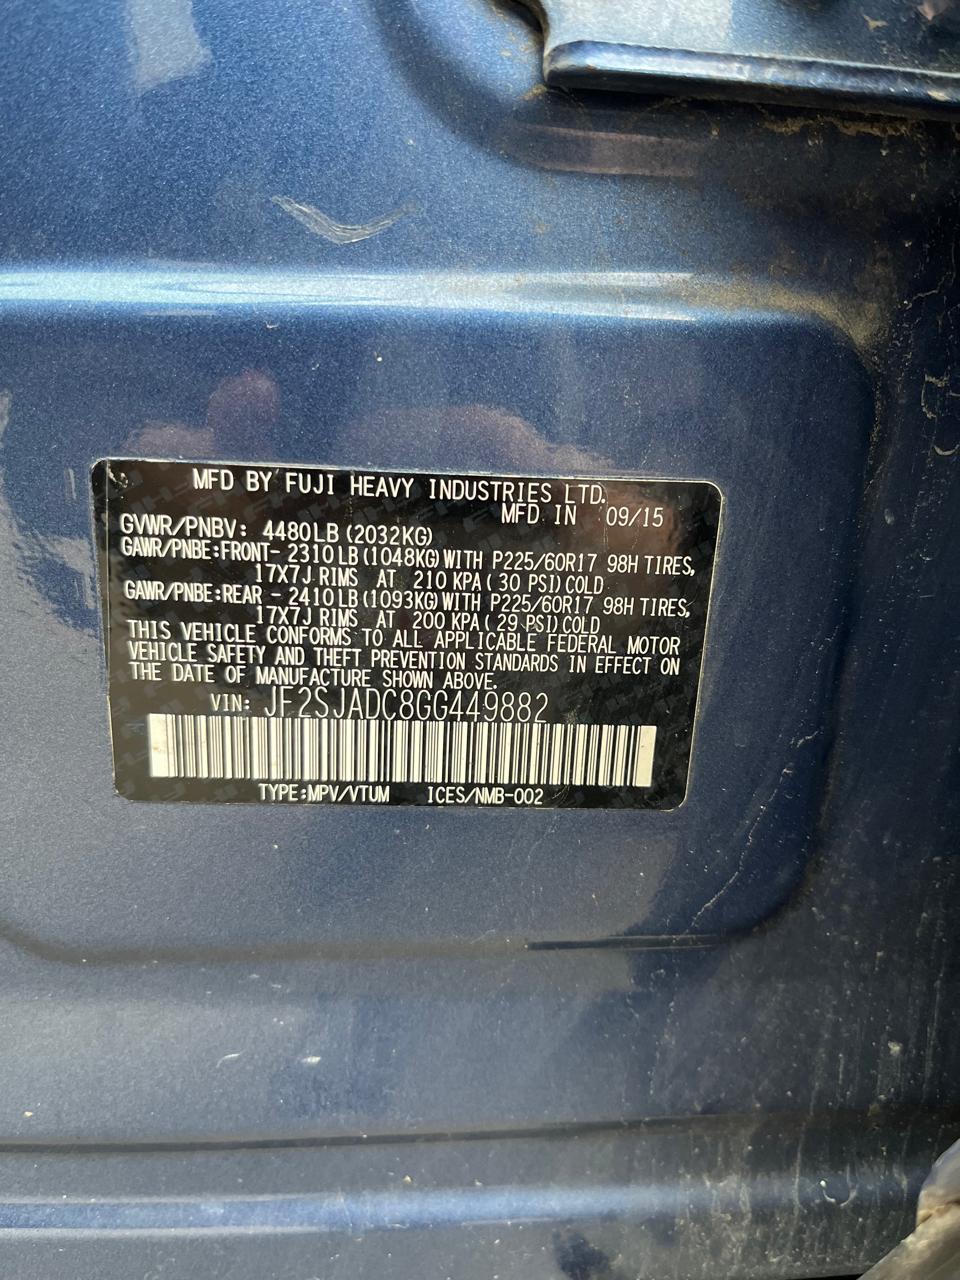 MFD BY FUJI HEAVY INDUSTRIES LTD.
MFD IN 09/15
GVWR/PNBV: 4480LB (2032KG)
GAWR/PNBE:FRONT- 2310LB (1048KG) WITH P225/60R17 98H TIRES,
17X7J RIMS AT 210 KPA ( 30 PSI) COLD
GAWR/PNBE:REAR - 2410LB (1093KG) WITH P225/60R17 98H TIRES,
17X7J RIMS AT 200 KPA ( 29 PSI) COLD
THIS VEHICLE CONFORMS TO ALL APPLICABLE FEDERAL MOTOR
VEHICLE SAFETY AND THEFT PREVENTION STANDARDS IN EFFECT ON
THE DATE OF MANUFACTURE SHOWN ABOVE.
VIN: JF2SJADC8GG449882
TYPE:MPV/VTUM ICES/NMB-002